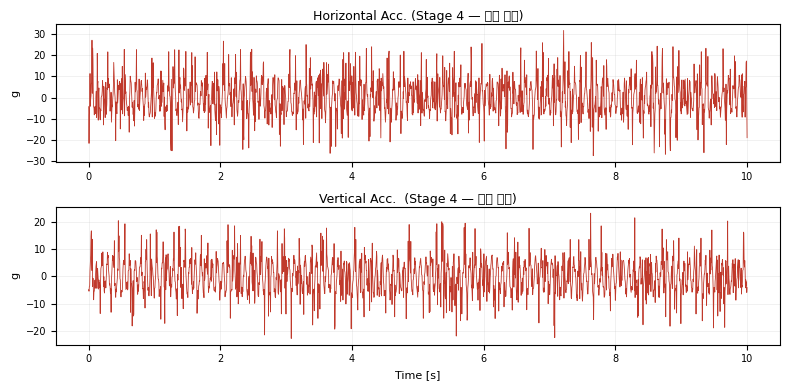 Horizontal Acc. (Stage 4 —
g
30
20
10
0
−10
−20
−30
0 2 4 6 8 10
Vertical Acc. (Stage 4 —
g
20
10
0
−10
−20
0 2 4 6 8 10
Time [s]